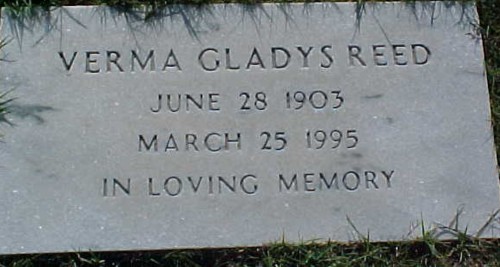 VERMA GLADYS REED
JUNE 28 1903
MARCH 25 1995
IN LOVING MEMORY